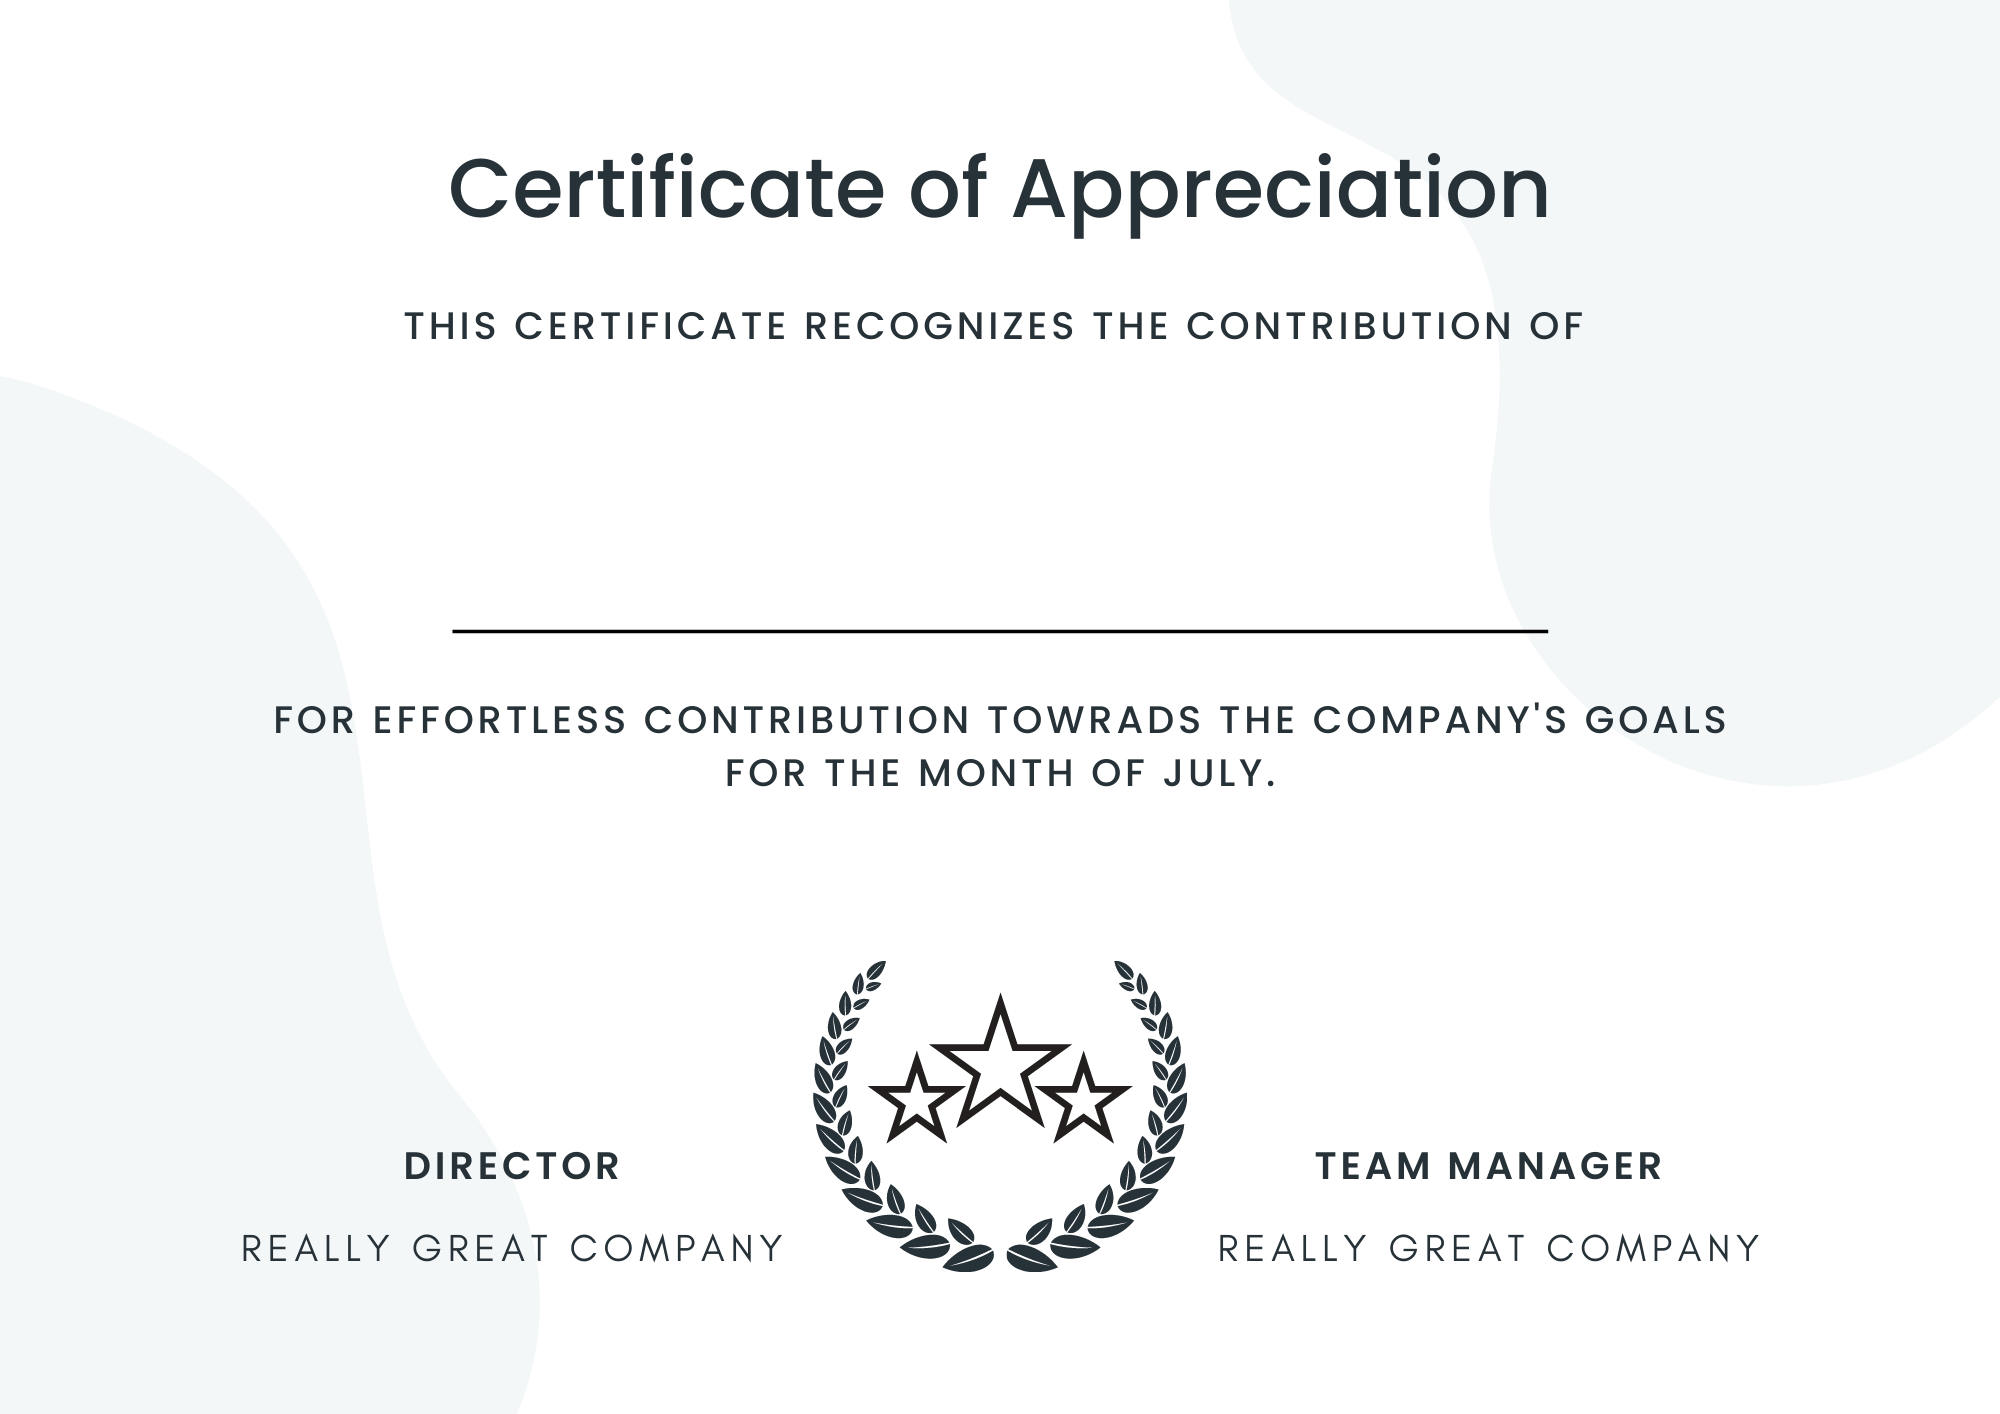 Certificate of Appreciation
THIS CERTIFICATE RECOGNIZES THE CONTRIBUTION OF
FOR EFFORTLESS CONTRIBUTION TOWRADS THE COMPANY'S GOALS
FOR THE MONTH OF JULY.
DIRECTOR
REALLY GREAT COMPANY
TEAM MANAGER
REALLY GREAT COMPANY